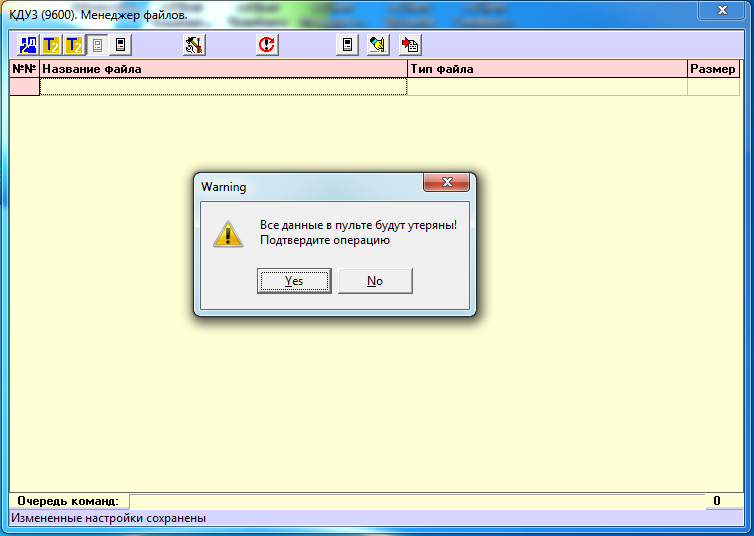 КДУЗ (9600). Менеджер файлов.
№№ Название файла Тип файла Размер
Warning
Все данные в пульте будут утеряны!
Подтвердите операцию
Yes No
Очередь команд: 0
Измененные настройки сохранены